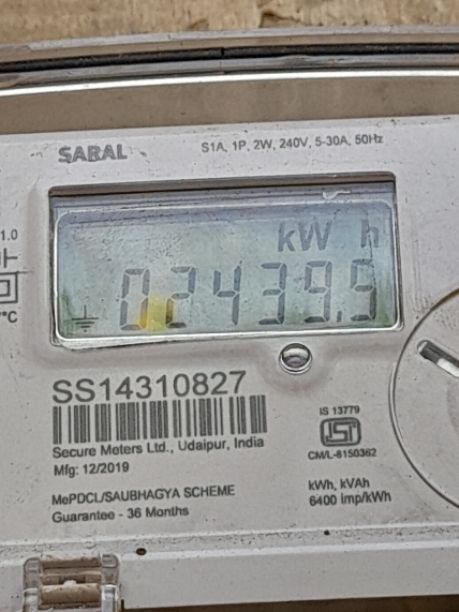 SARAL
S1A, 1P, 2W, 240V, 5-30A, 50Hz
1.0
kW h
02439.5
°C
SS14310827
Secure Meters Ltd., Udaipur, India
Mfg: 12/2019
IS 13779
ISI
CM/L-8150362
MePDCL/SAUBHAGYA SCHEME
Guarantee - 36 Months
kWh, kVAh
6400 imp/kWh